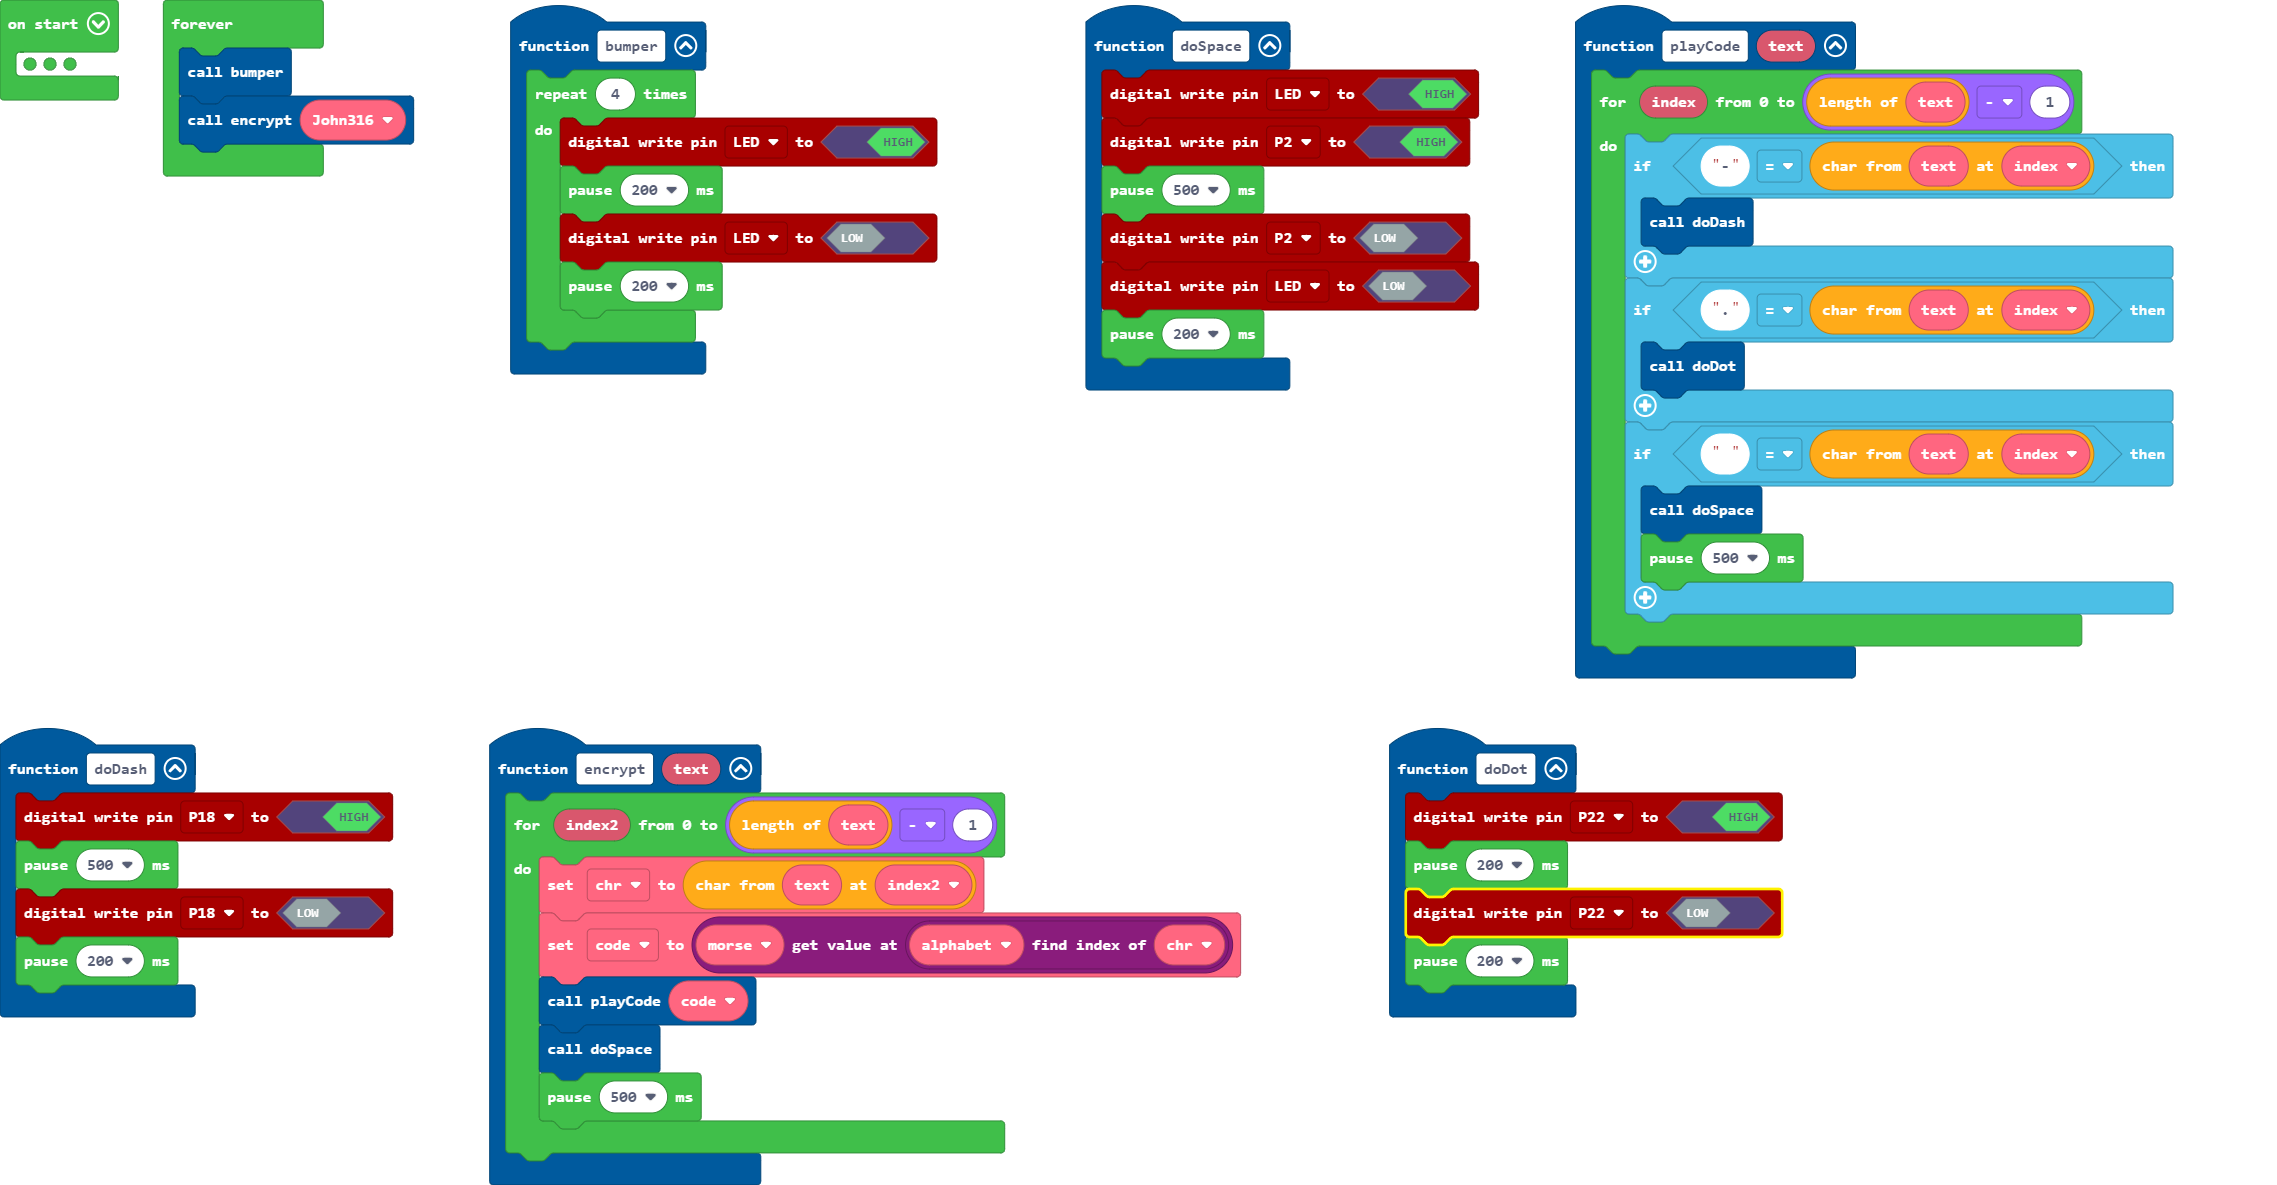 on start
forever
call bumper
call encrypt John316
function bumper
repeat 4 times
do
digital write pin LED to HIGH
pause 200 ms
digital write pin LED to LOW
pause 200 ms
function doSpace
digital write pin LED to HIGH
digital write pin P2 to HIGH
pause 500 ms
digital write pin P2 to LOW
digital write pin LED to LOW
pause 200 ms
function playCode text
for index from 0 to length of text - 1
do
if "-" = char from text at index then
call doDash
if "." = char from text at index then
call doDot
if " " = char from text at index then
call doSpace
pause 500 ms
function doDash
digital write pin P18 to HIGH
pause 500 ms
digital write pin P18 to LOW
pause 200 ms
function encrypt text
for index2 from 0 to length of text - 1
do
set chr to char from text at index2
set code to morse get value at alphabet find index of chr
call playCode code
call doSpace
pause 500 ms
function doDot
digital write pin P22 to HIGH
pause 200 ms
digital write pin P22 to LOW
pause 200 ms